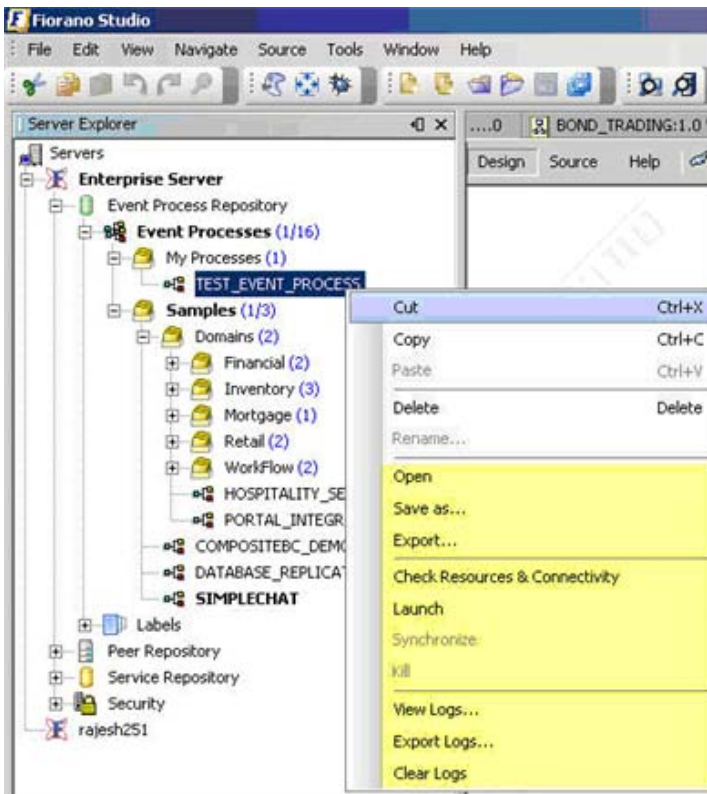 Fiorano Studio
File Edit View Navigate Source Tools Window Help
Server Explorer
....0 BOND_TRADING:1.0
Design Source Help
Servers
Enterprise Server
Event Process Repository
Event Processes (1/16)
My Processes (1)
TEST_EVENT_PROCESS
Samples (1/3)
Domains (2)
Financial (2)
Inventory (3)
Mortgage (1)
Retail (2)
WorkFlow (2)
HOSPITALITY_SE
PORTAL_INTEGR
COMPOSITEBC_DEMO
DATABASE_REPLICAT
SIMPLECHAT
Labels
Peer Repository
Service Repository
Security
rajesh251
Cut Ctrl+X
Copy Ctrl+C
Paste Ctrl+V
Delete Delete
Rename...
Open
Save as...
Export...
Check Resources & Connectivity
Launch
Synchronize
Kill
View Logs...
Export Logs...
Clear Logs